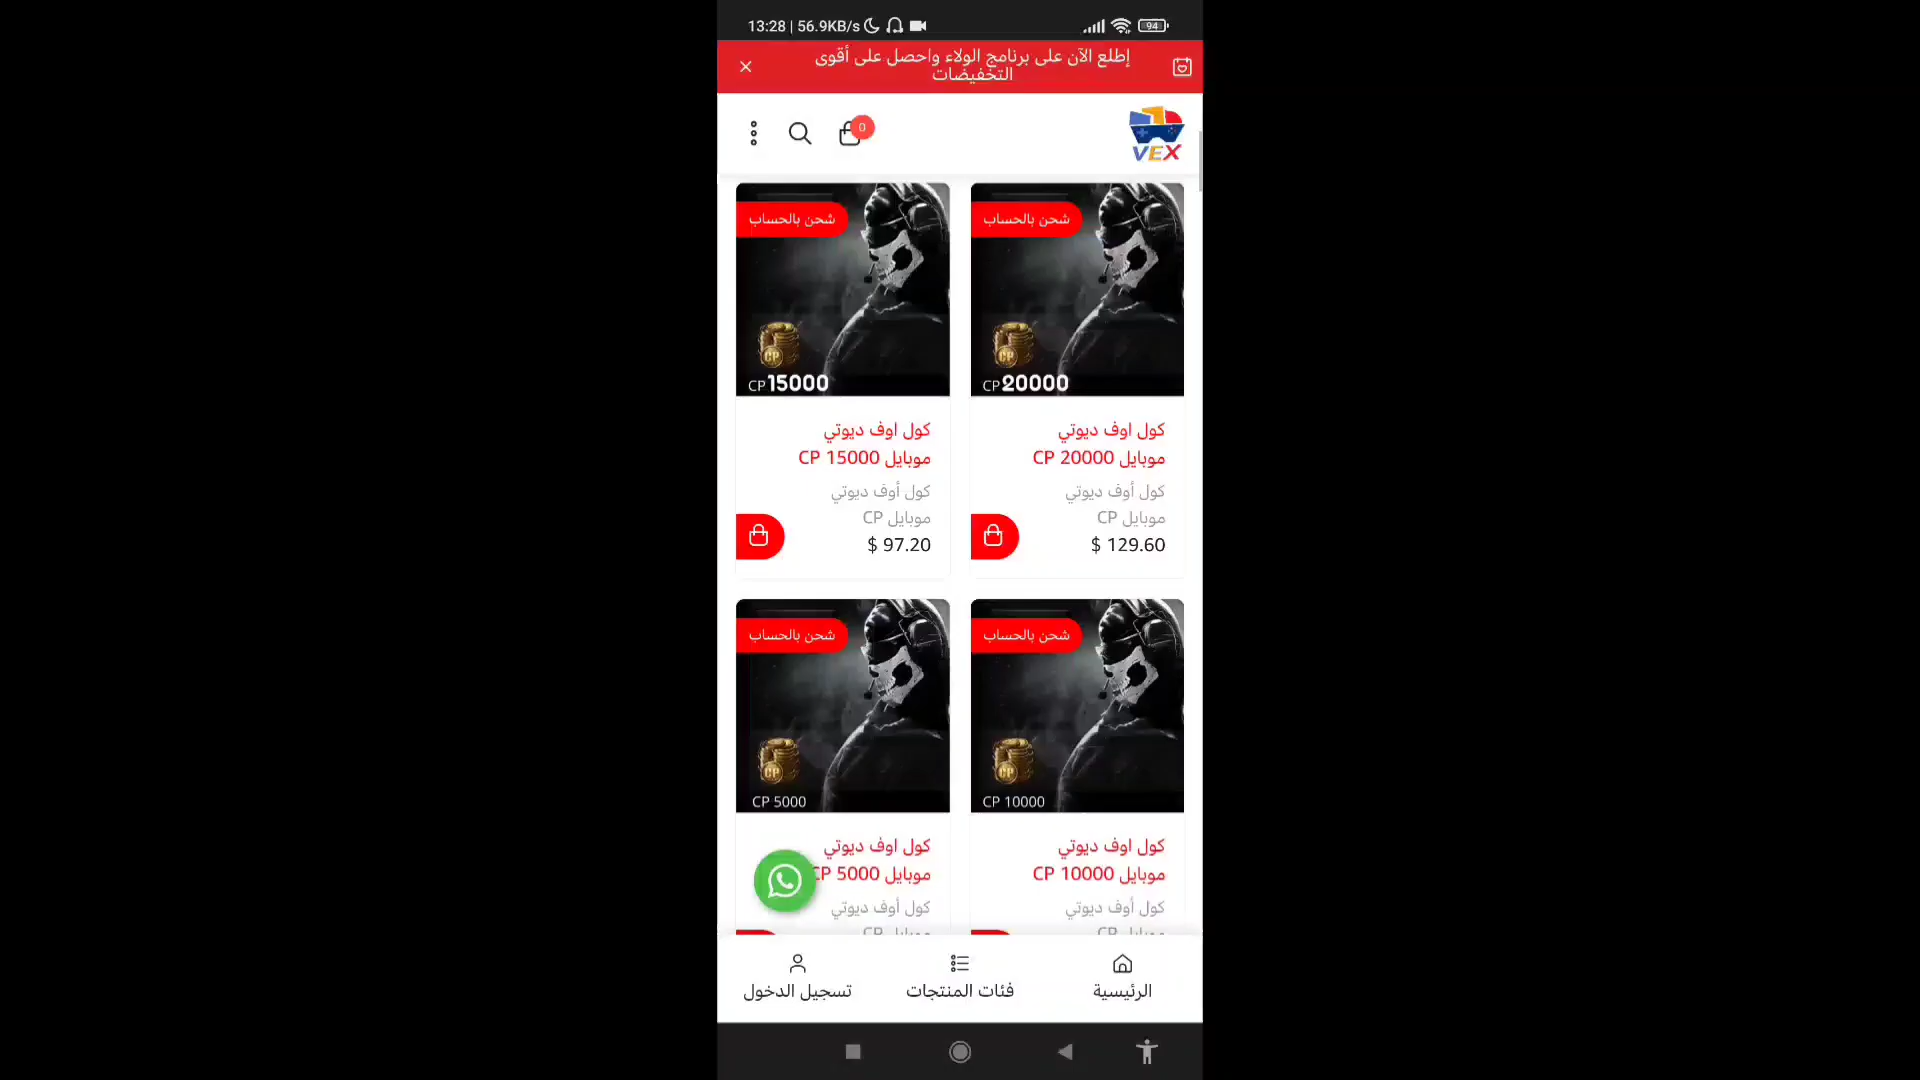 13:28 | 56.9KB/s
94
إطلع الآن على برنامج الولاء واحصل على أقوى
التخفيضات
0
VEX
شحن بالحساب
CP 20000
كول اوف ديوتي
موبايل 20000 CP
كول أوف ديوتي
موبايل CP
$ 129.60
شحن بالحساب
CP 15000
كول اوف ديوتي
موبايل 15000 CP
كول أوف ديوتي
موبايل CP
$ 97.20
شحن بالحساب
CP 10000
كول اوف ديوتي
موبايل 10000 CP
كول أوف ديوتي
موبايل CP
شحن بالحساب
CP 5000
كول اوف ديوتي
موبايل 5000 CP
كول أوف ديوتي
موبايل CP
الرئيسية
فئات المنتجات
تسجيل الدخول